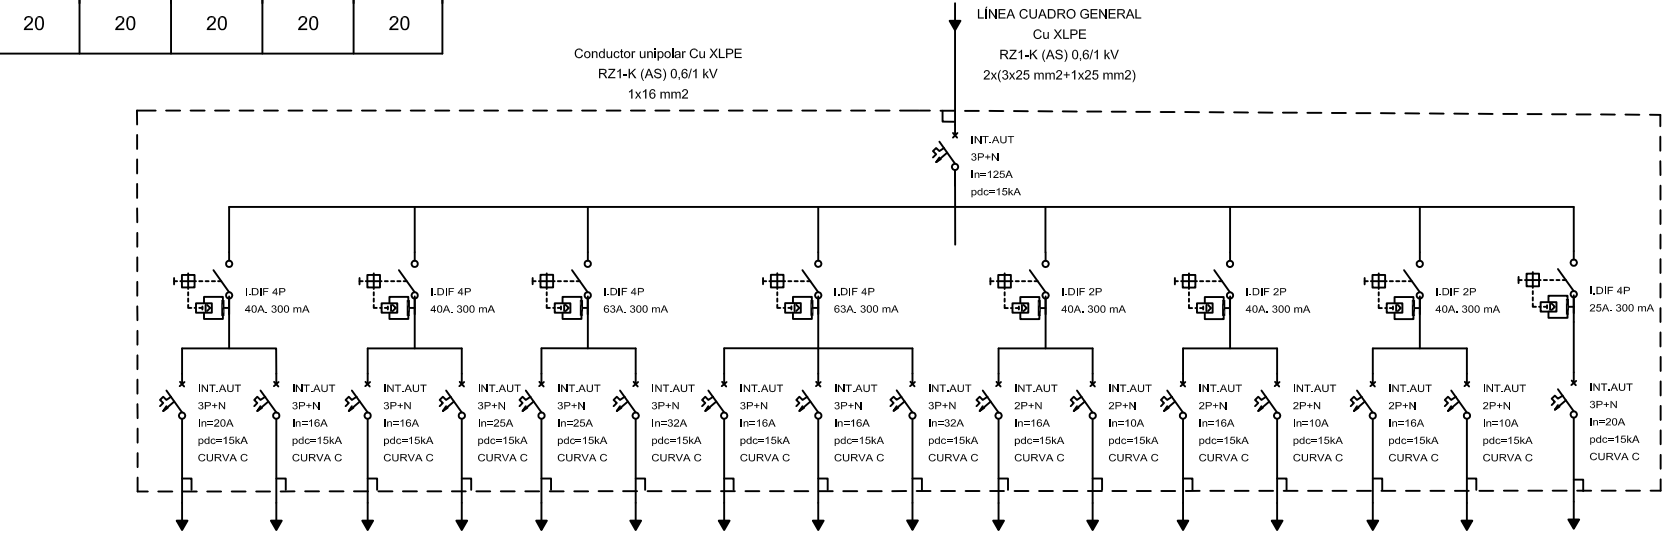 20 20 20 20 20
LÍNEA CUADRO GENERAL
Cu XLPE
RZ1-K (AS) 0,6/1 kV
2x(3x25 mm2+1x25 mm2)
Conductor unipolar Cu XLPE
RZ1-K (AS) 0,6/1 kV
1x16 mm2
INT.AUT
3P+N
In=125A
pdc=15kA
I.DIF 4P
40A. 300 mA
I.DIF 4P
40A. 300 mA
I.DIF 4P
63A. 300 mA
I.DIF 4P
63A. 300 mA
I.DIF 2P
40A. 300 mA
I.DIF 2P
40A. 300 mA
I.DIF 2P
40A. 300 mA
I.DIF 4P
25A. 300 mA
INT.AUT
3P+N
In=20A
pdc=15kA
CURVA C
INT.AUT
3P+N
In=16A
pdc=15kA
CURVA C
INT.AUT
3P+N
In=16A
pdc=15kA
CURVA C
INT.AUT
3P+N
In=25A
pdc=15kA
CURVA C
INT.AUT
3P+N
In=25A
pdc=15kA
CURVA C
INT.AUT
3P+N
In=32A
pdc=15kA
CURVA C
INT.AUT
3P+N
In=16A
pdc=15kA
CURVA C
INT.AUT
3P+N
In=16A
pdc=15kA
CURVA C
INT.AUT
3P+N
In=32A
pdc=15kA
CURVA C
INT.AUT
2P+N
In=16A
pdc=15kA
CURVA C
INT.AUT
2P+N
In=10A
pdc=15kA
CURVA C
INT.AUT
2P+N
In=16A
pdc=15kA
CURVA C
INT.AUT
2P+N
In=10A
pdc=15kA
CURVA C
INT.AUT
2P+N
In=16A
pdc=15kA
CURVA C
INT.AUT
2P+N
In=10A
pdc=15kA
CURVA C
INT.AUT
3P+N
In=20A
pdc=15kA
CURVA C